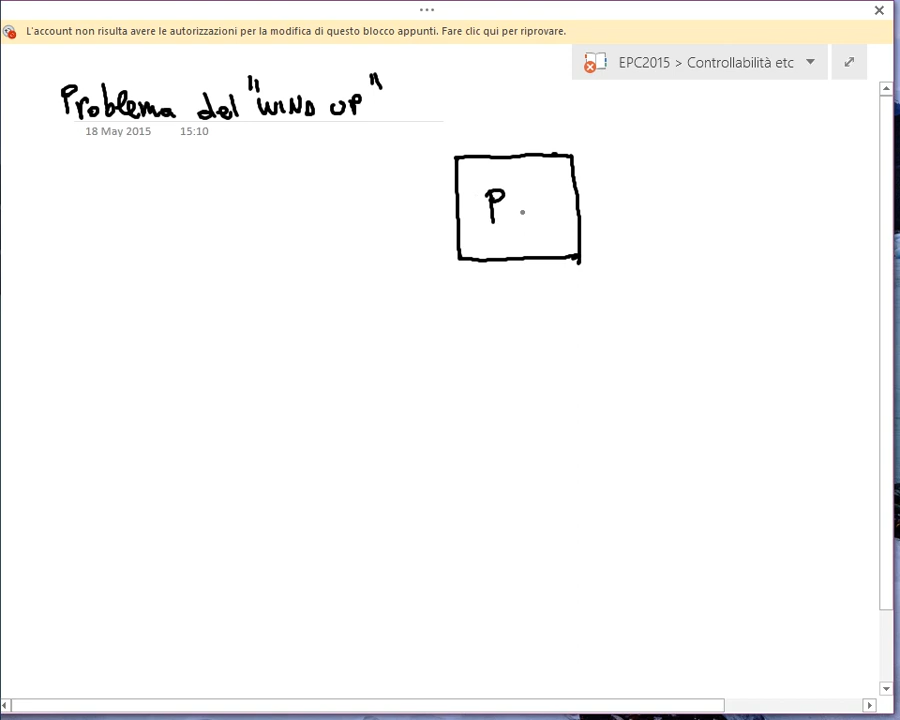 L'account non risulta avere le autorizzazioni per la modifica di questo blocco appunti. Fare clic qui per riprovare.
EPC2015 > Controllabilità etc
Problema del "WIND UP"
18 May 2015 15:10
P